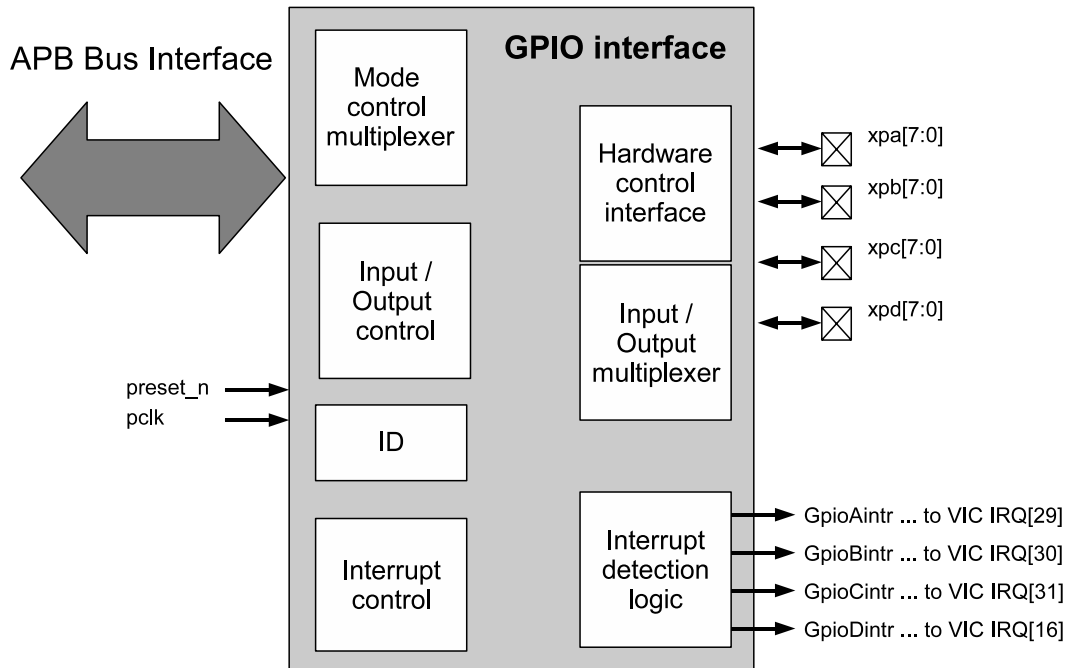 APB Bus Interface
GPIO interface
Mode
control
multiplexer
Hardware
control
interface
xpa[7:0]
xpb[7:0]
xpc[7:0]
xpd[7:0]
Input /
Output
control
Input /
Output
multiplexer
preset_n
pclk
ID
Interrupt
control
Interrupt
detection
logic
GpioAintr ... to VIC IRQ[29]
GpioBintr ... to VIC IRQ[30]
GpioCintr ... to VIC IRQ[31]
GpioDintr ... to VIC IRQ[16]